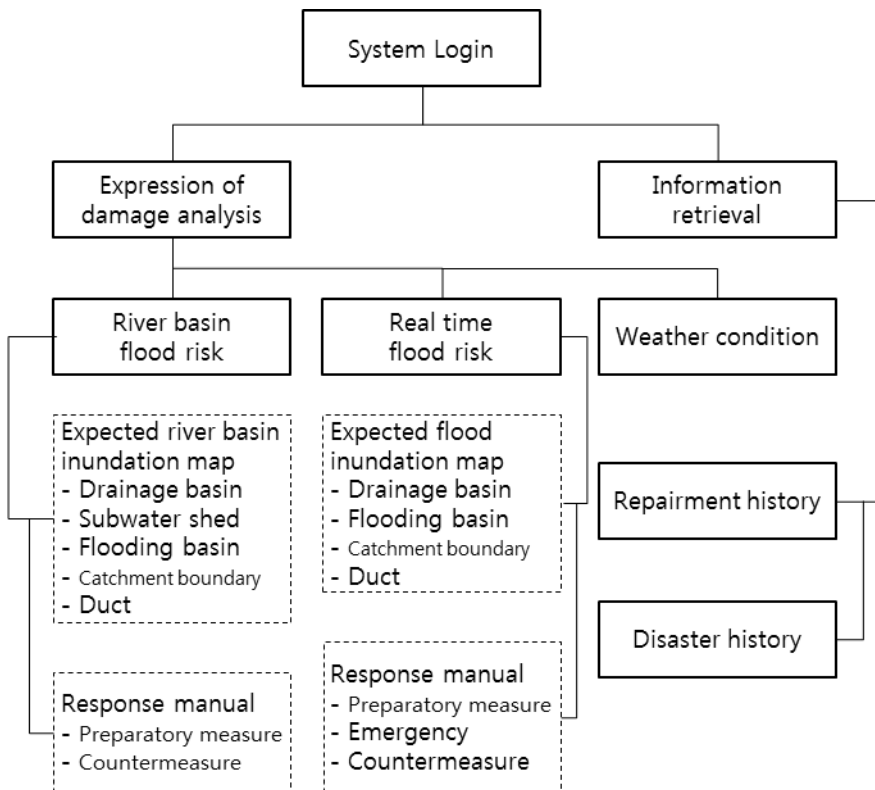 System Login
Expression of
damage analysis
Information
retrieval
River basin
flood risk
Real time
flood risk
Weather condition
Expected river basin
inundation map
- Drainage basin
- Subwater shed
- Flooding basin
- Catchment boundary
- Duct
Expected flood
inundation map
- Drainage basin
- Flooding basin
- Catchment boundary
- Duct
Repairment history
Disaster history
Response manual
- Preparatory measure
- Countermeasure
Response manual
- Preparatory measure
- Emergency
- Countermeasure